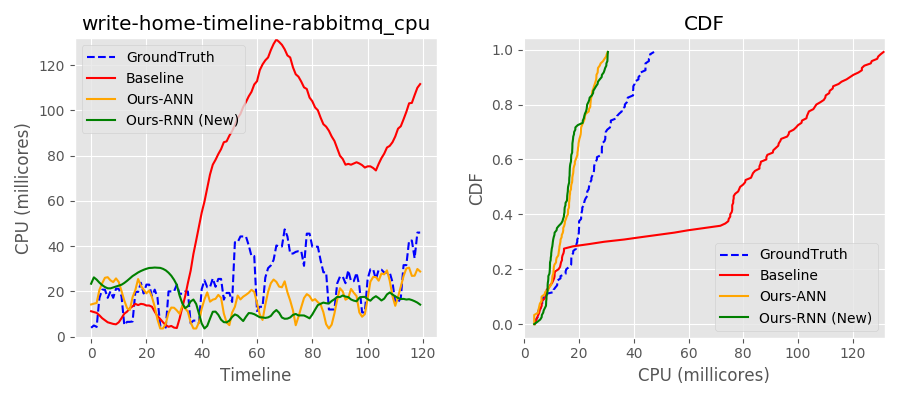 write-home-timeline-rabbitmq_cpu
CPU (millicores)
120
100
80
60
40
20
0
GroundTruth
Baseline
Ours-ANN
Ours-RNN (New)
0 20 40 60 80 100 120
Timeline
CDF
CDF
1.0
0.8
0.6
0.4
0.2
0.0
GroundTruth
Baseline
Ours-ANN
Ours-RNN (New)
0 20 40 60 80 100 120
CPU (millicores)